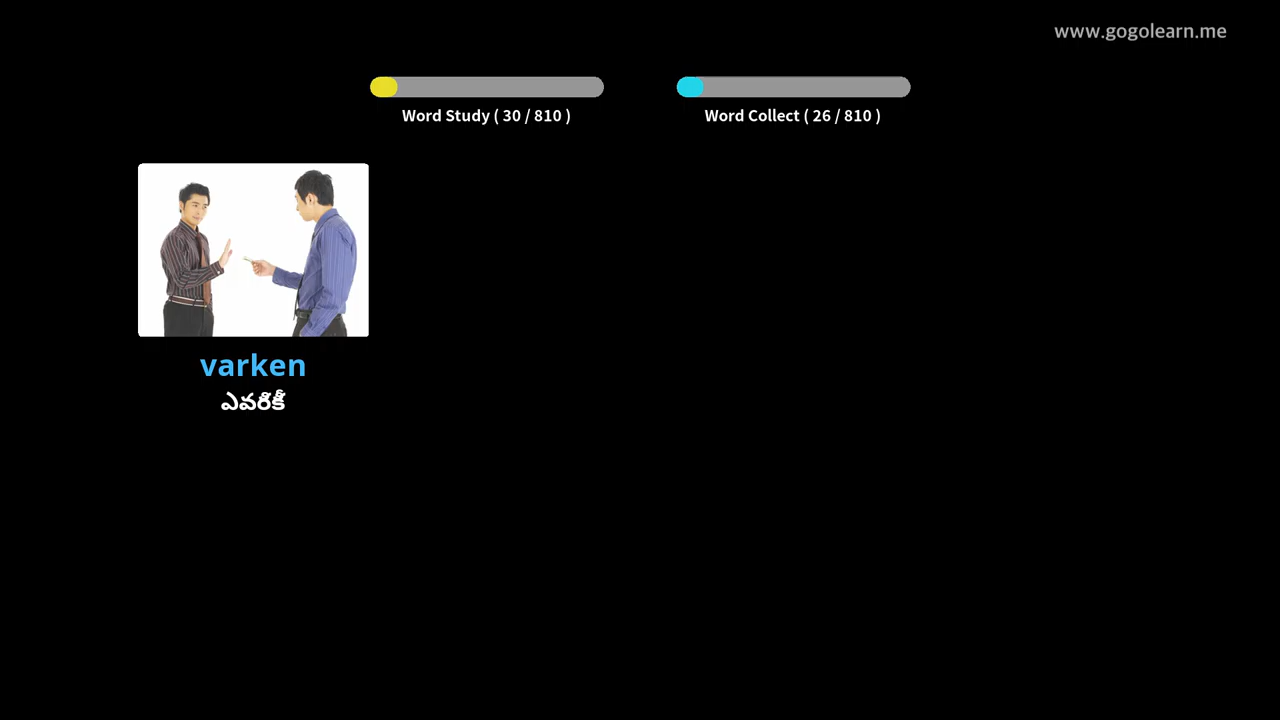 www.gogolearn.me
Word Study ( 30 / 810 )
Word Collect ( 26 / 810 )
varken
ఎవరికీ